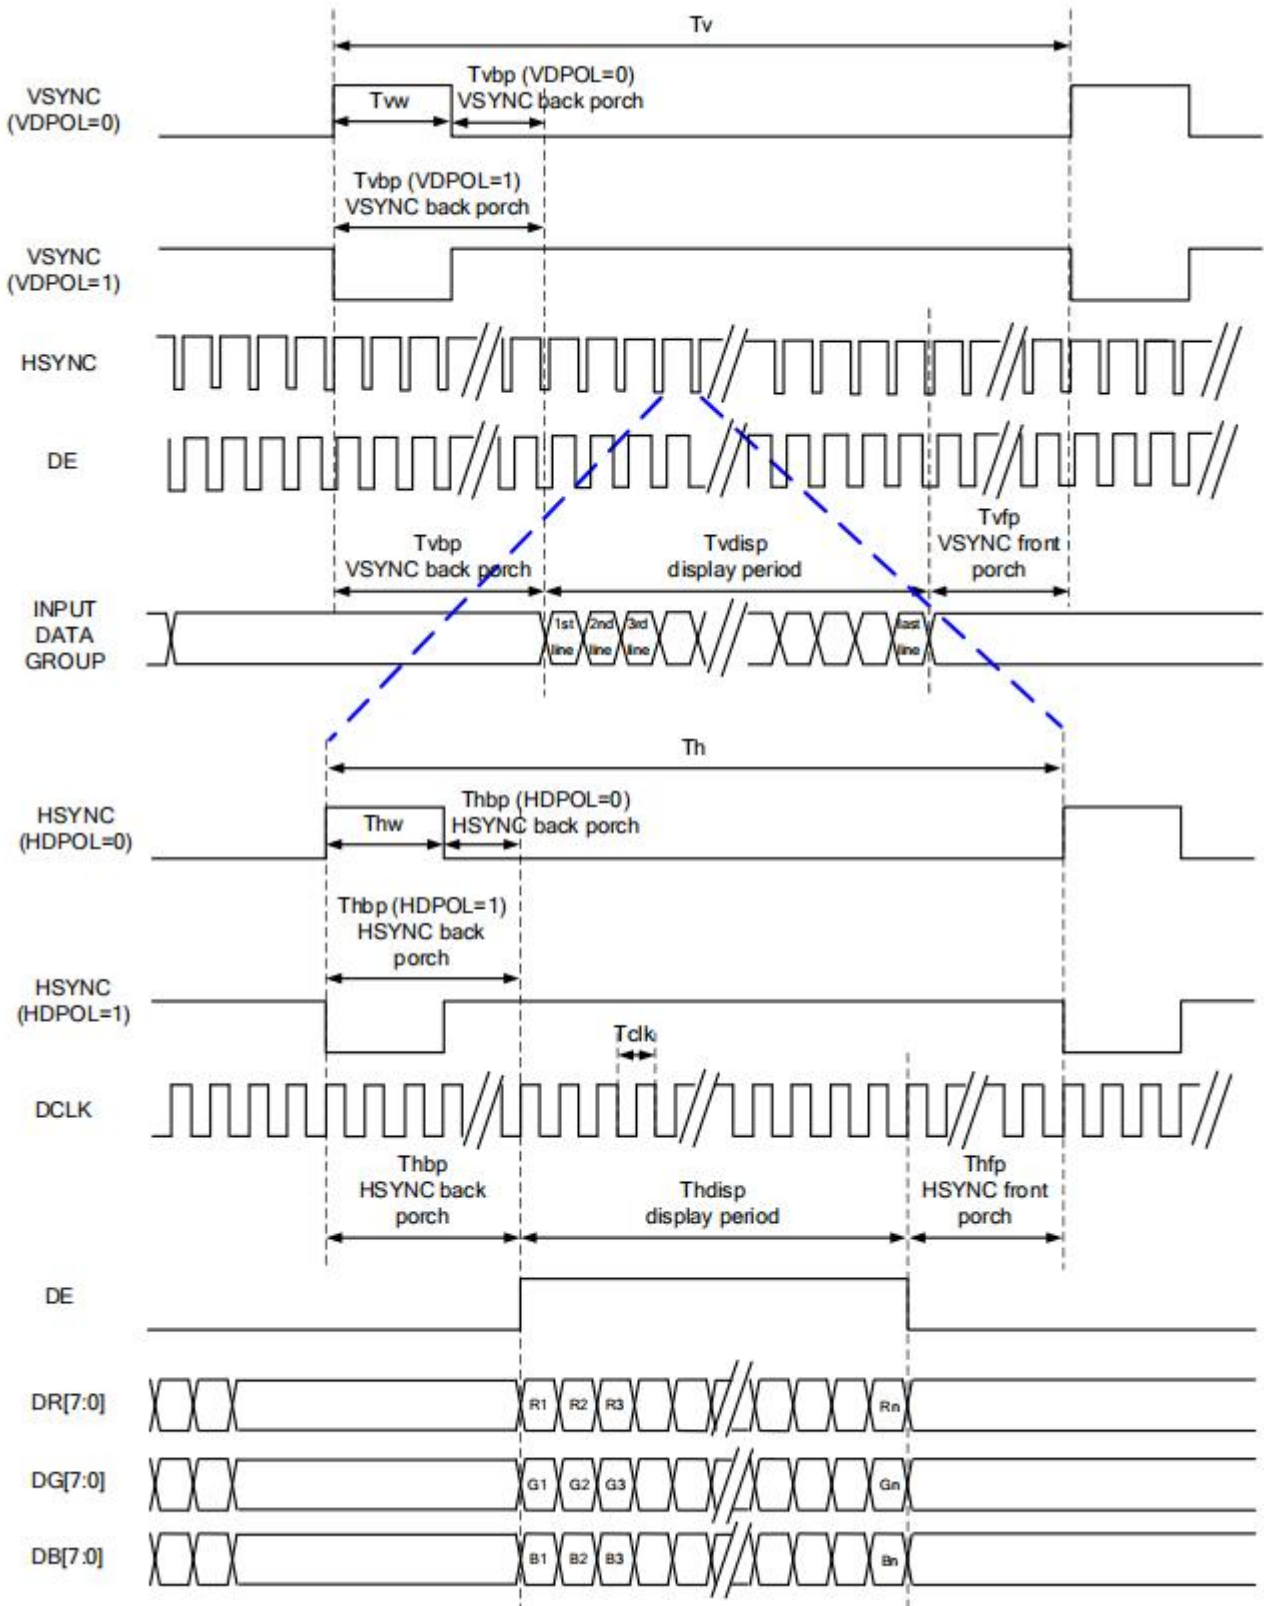 Tv
Tvbp (VDPOL=0)
VSYNC back porch
VSYNC
(VDPOL=0)
Tvw
Tvbp (VDPOL=1)
VSYNC back porch
VSYNC
(VDPOL=1)
HSYNC
DE
Tvbp
VSYNC back porch
Tvdisp
display period
Tvfp
VSYNC front
porch
INPUT
DATA
GROUP
1st
line
2nd
line
3rd
line
last
line
Th
Thbp (HDPOL=0)
HSYNC back porch
HSYNC
(HDPOL=0)
Thw
Thbp (HDPOL=1)
HSYNC back
porch
HSYNC
(HDPOL=1)
Tclk
DCLK
Thbp
HSYNC back
porch
Thdisp
display period
Thfp
HSYNC front
porch
DE
DR[7:0]
R1
R2
R3
Rn
DG[7:0]
G1
G2
G3
Gn
DB[7:0]
B1
B2
B3
Bn